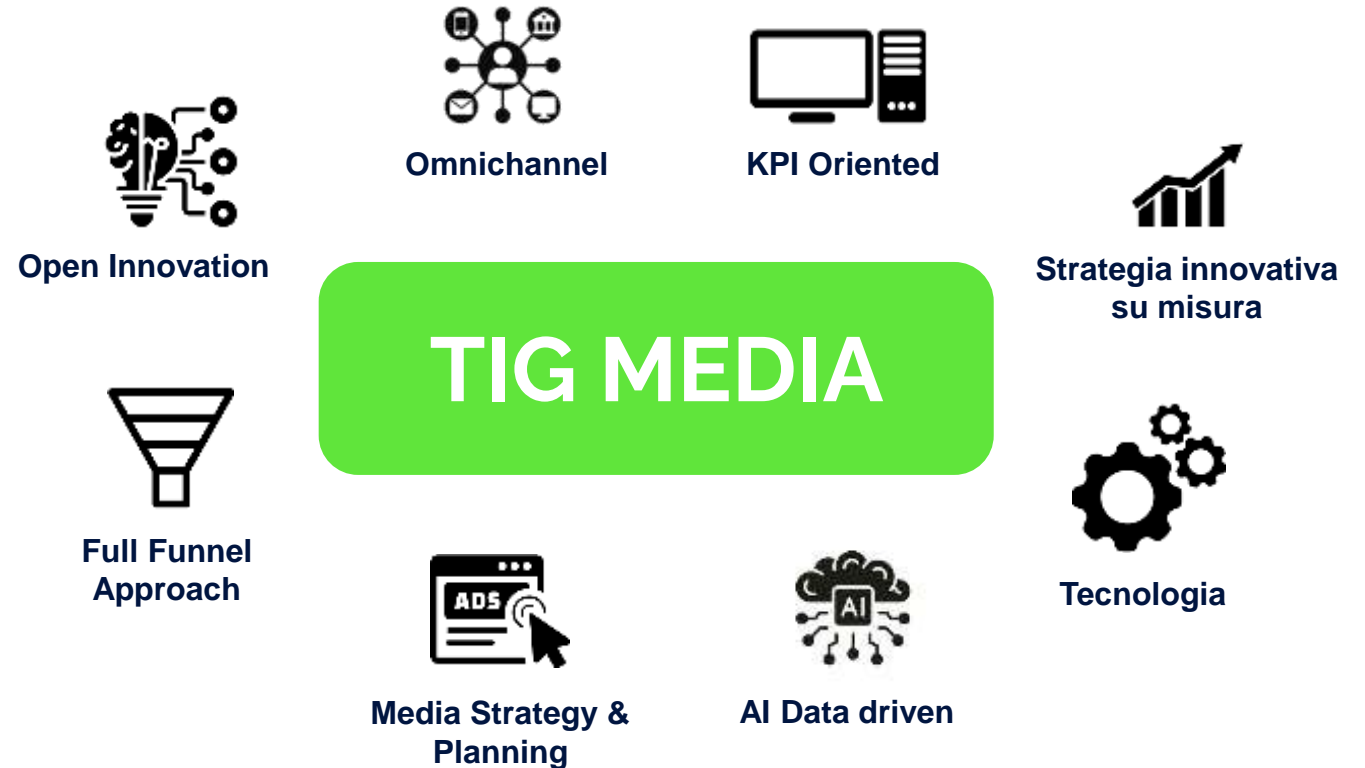 Omnichannel
KPI Oriented
Open Innovation
Strategia innovativa
su misura
TIG MEDIA
Full Funnel
Approach
ADS
AI
Tecnologia
Media Strategy &
Planning
AI Data driven